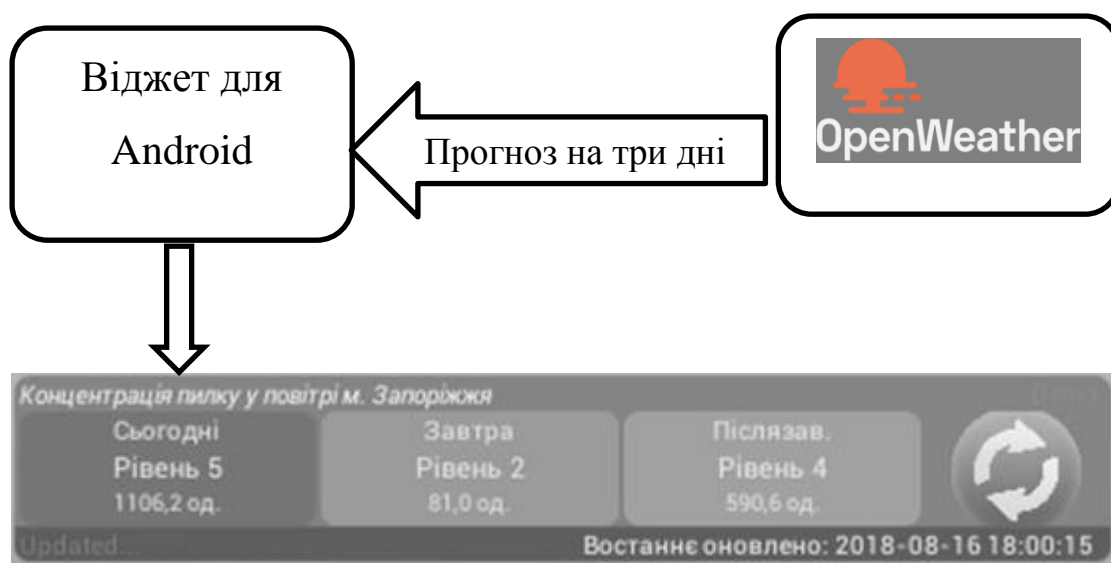 Віджет для
Android
Прогноз на три дні
OpenWeather
Концентрація пилку у повітрі м. Запоріжжя
Сьогодні
Рівень 5
1106,2 од.
Завтра
Рівень 2
81,0 од.
Післязав.
Рівень 4
590,6 од.
Updated...
Востаннє оновлено: 2018-08-16 18:00:15